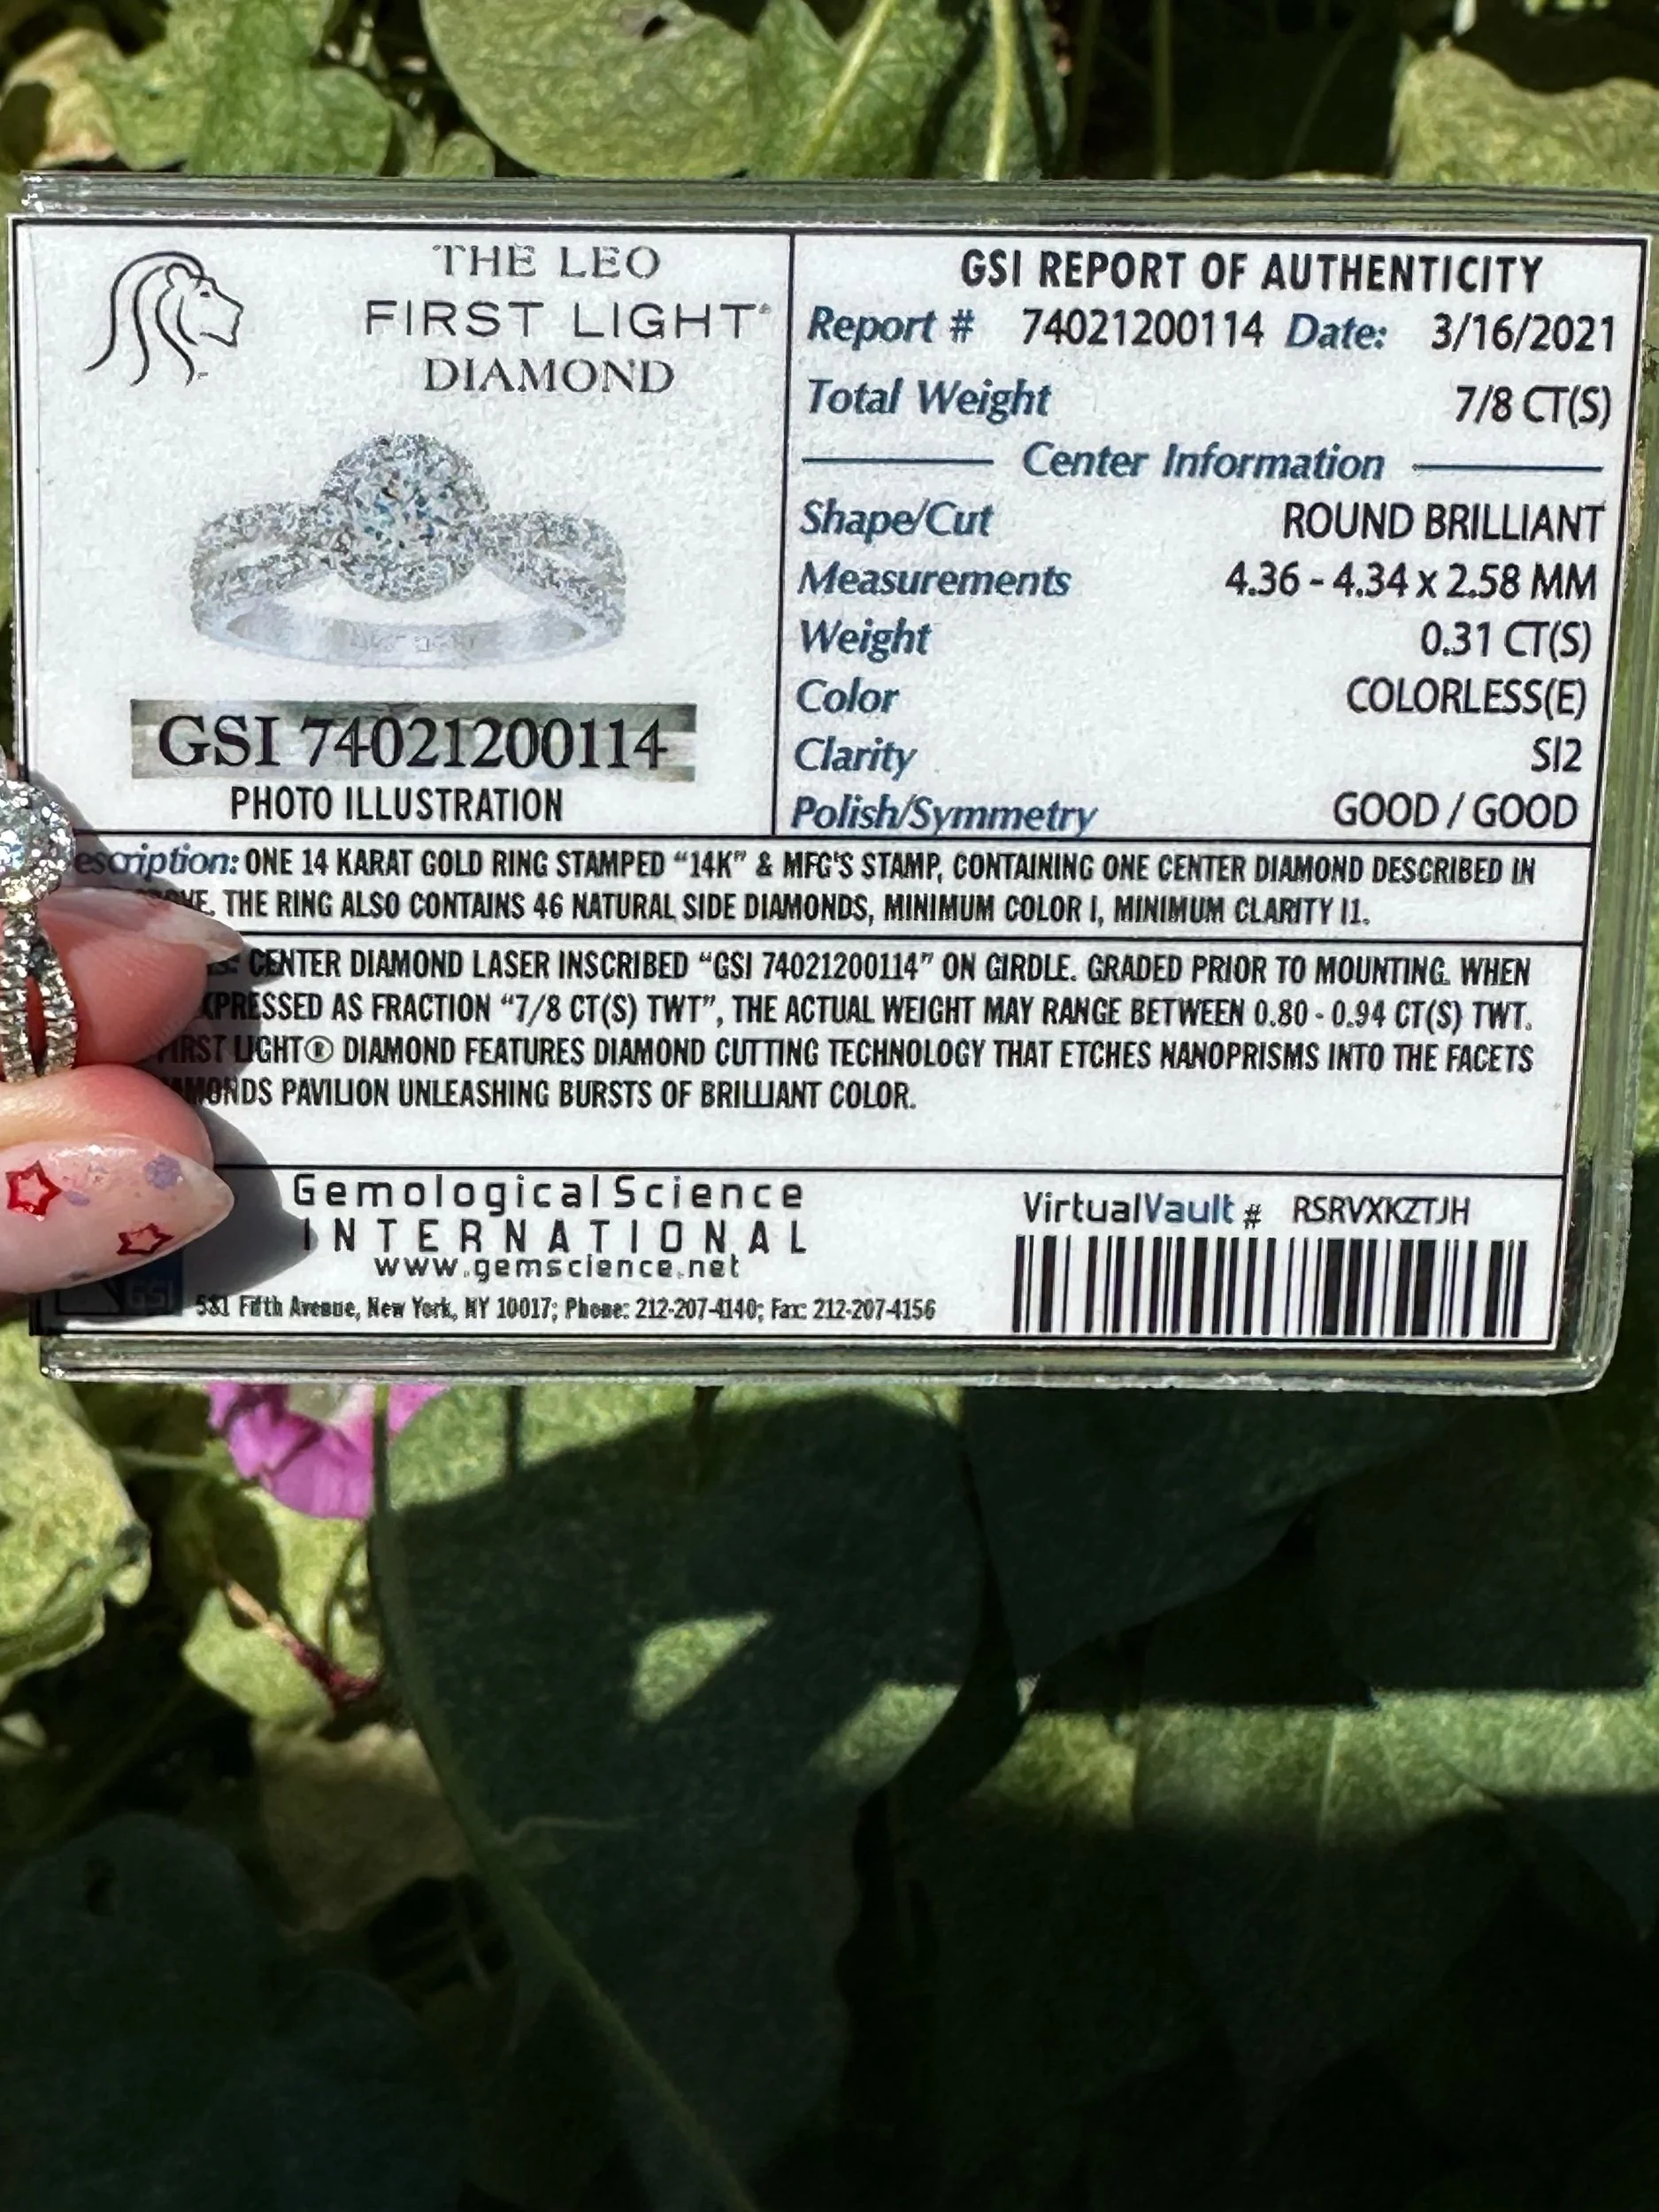 THE LEO
FIRST LIGHT®
DIAMOND
GSI 74021200114
PHOTO ILLUSTRATION
GSI REPORT OF AUTHENTICITY
Report # 74021200114 Date: 3/16/2021
Total Weight 7/8 CT(S)
Center Information
Shape/Cut ROUND BRILLIANT
Measurements 4.36 - 4.34 x 2.58 MM
Weight 0.31 CT(S)
Color COLORLESS(E)
Clarity SI2
Polish/Symmetry GOOD / GOOD
escription: ONE 14 KARAT GOLD RING STAMPED "14K" & MFG'S STAMP, CONTAINING ONE CENTER DIAMOND DESCRIBED IN
THE RING ALSO CONTAINS 46 NATURAL SIDE DIAMONDS, MINIMUM COLOR I, MINIMUM CLARITY I1.
CENTER DIAMOND LASER INSCRIBED "GSI 74021200114" ON GIRDLE. GRADED PRIOR TO MOUNTING. WHEN
XPRESSED AS FRACTION "7/8 CT(S) TWT", THE ACTUAL WEIGHT MAY RANGE BETWEEN 0.80 - 0.94 CT(S) TWT.
FIRST LIGHT® DIAMOND FEATURES DIAMOND CUTTING TECHNOLOGY THAT ETCHES NANOPRISMS INTO THE FACETS
AMONDS PAVILION UNLEASHING BURSTS OF BRILLIANT COLOR.
GemologicalScience
INTERNATIONAL
www.gemscience.net
GSI
581 Fifth Avenue, New York, NY 10017; Phone: 212-207-4140; Fax: 212-207-4156
VirtualVault # RSRVXKZTJH